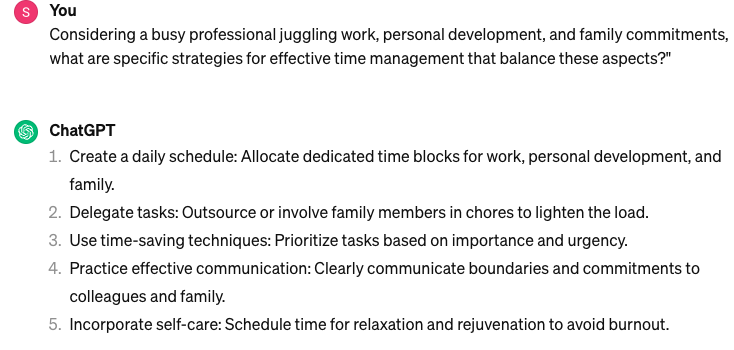 S
You
Considering a busy professional juggling work, personal development, and family commitments,
what are specific strategies for effective time management that balance these aspects?"
ChatGPT
1. Create a daily schedule: Allocate dedicated time blocks for work, personal development, and
family.
2. Delegate tasks: Outsource or involve family members in chores to lighten the load.
3. Use time-saving techniques: Prioritize tasks based on importance and urgency.
4. Practice effective communication: Clearly communicate boundaries and commitments to
colleagues and family.
5. Incorporate self-care: Schedule time for relaxation and rejuvenation to avoid burnout.